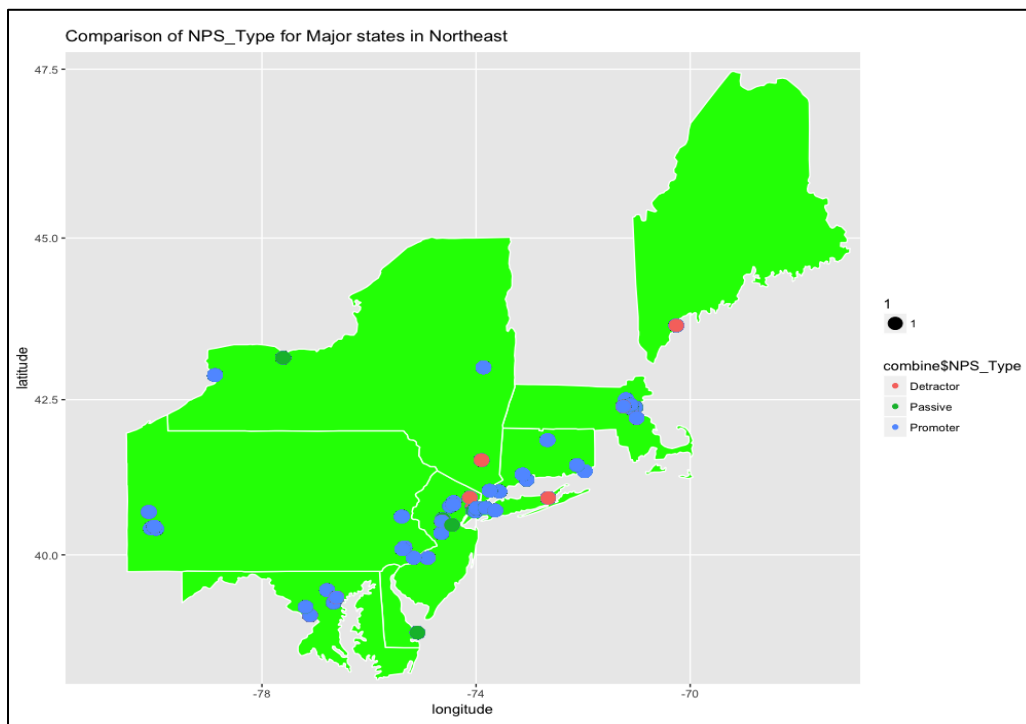 Comparison of NPS_Type for Major states in Northeast
47.5
45.0
42.5
40.0
latitude
-78
-74
-70
longitude
1
1
combine$NPS_Type
Detractor
Passive
Promoter